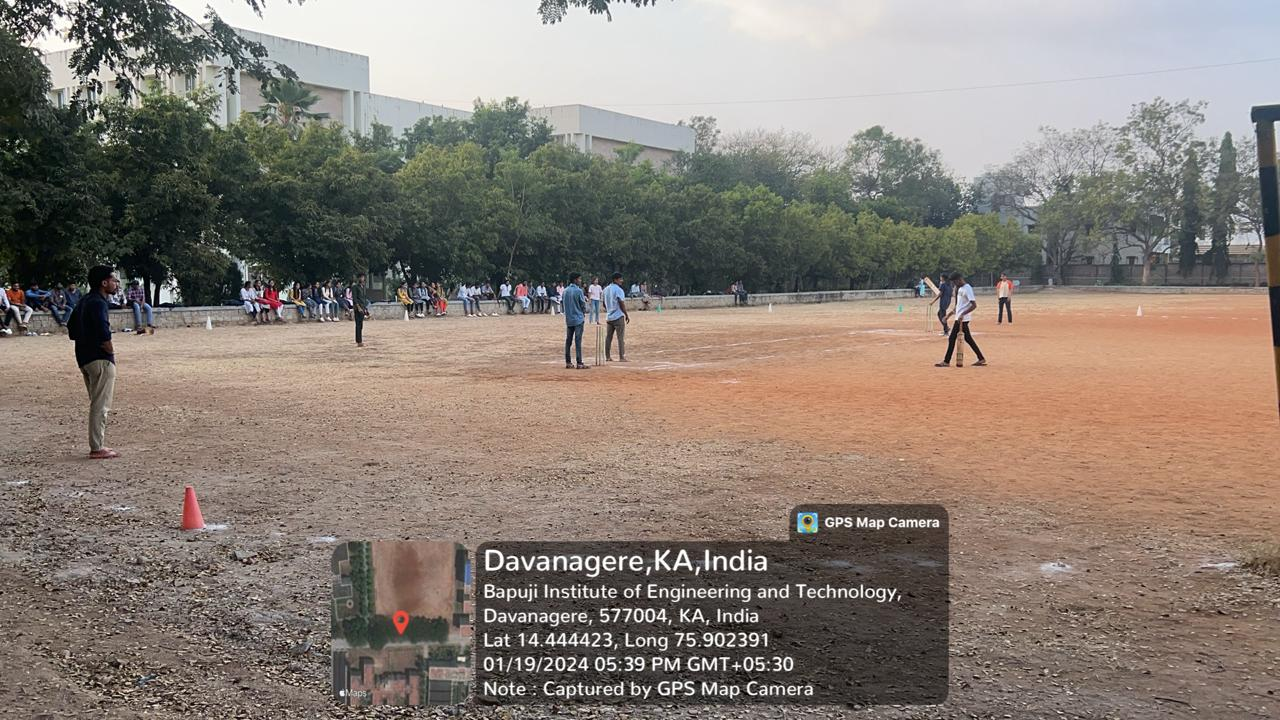 GPS Map Camera
Davanagere,KA,India
Bapuji Institute of Engineering and Technology,
Davanagere, 577004, KA, India
Lat 14.444423, Long 75.902391
01/19/2024 05:39 PM GMT+05:30
Note : Captured by GPS Map Camera
Maps